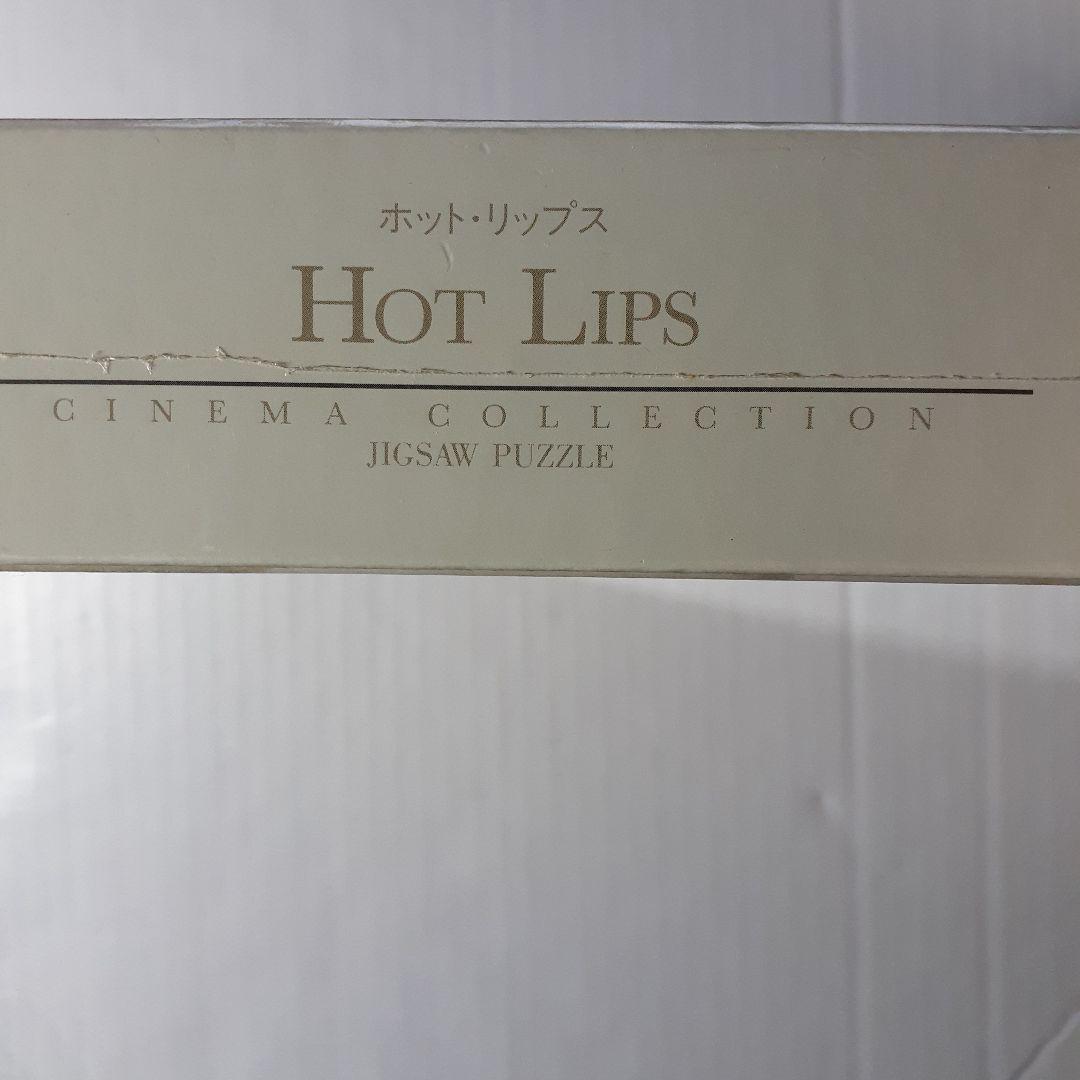 ホット・リップス
HOT LIPS
CINEMA COLLECTION
JIGSAW PUZZLE